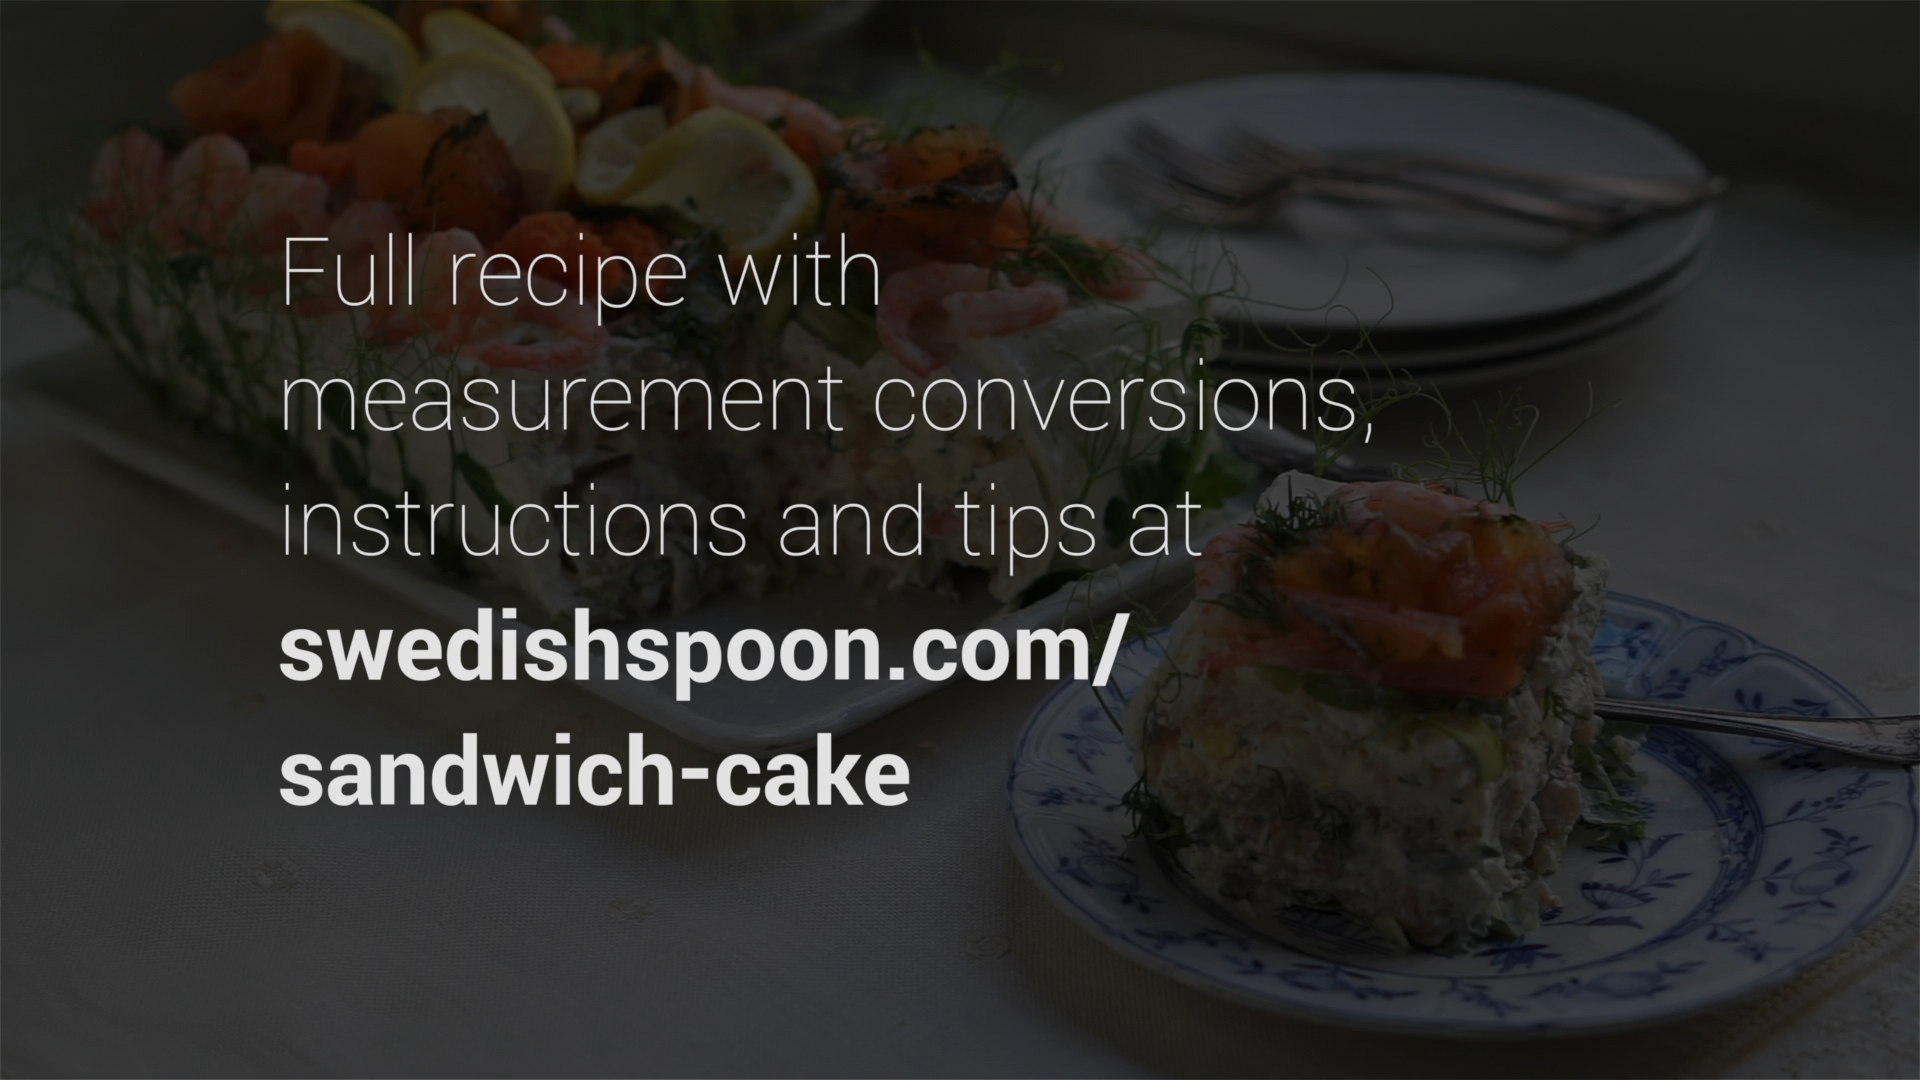 Full recipe with
measurement conversions,
instructions and tips at
swedishspoon.com/
sandwich-cake